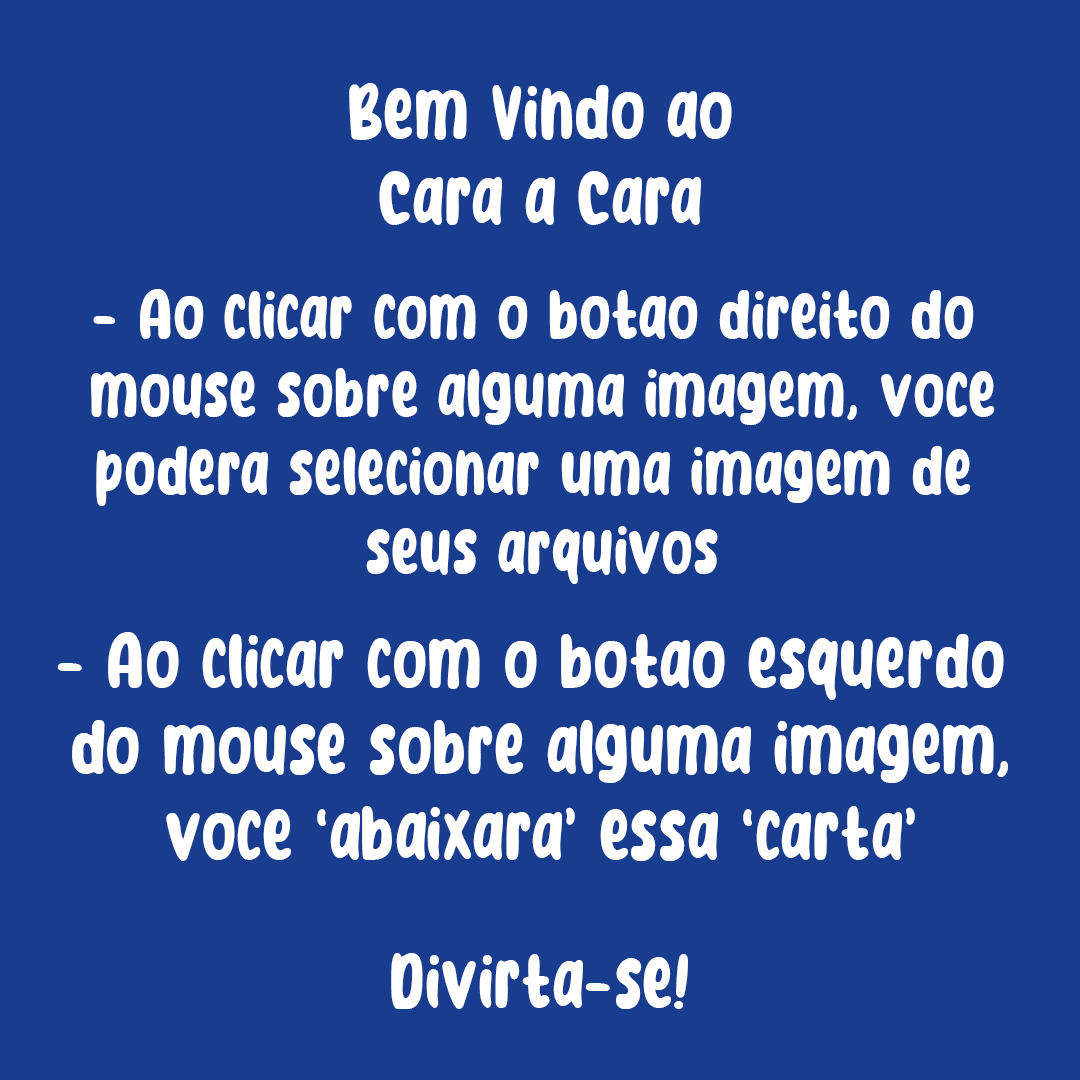 Bem Vindo ao
Cara a Cara
- Ao clicar com o botao direito do
mouse sobre alguma imagem, voce
podera selecionar uma imagem de
seus arquivos
- Ao clicar com o botao esquerdo
do mouse sobre alguma imagem,
voce ‘abaixara’ essa ‘carta’
Divirta-se!